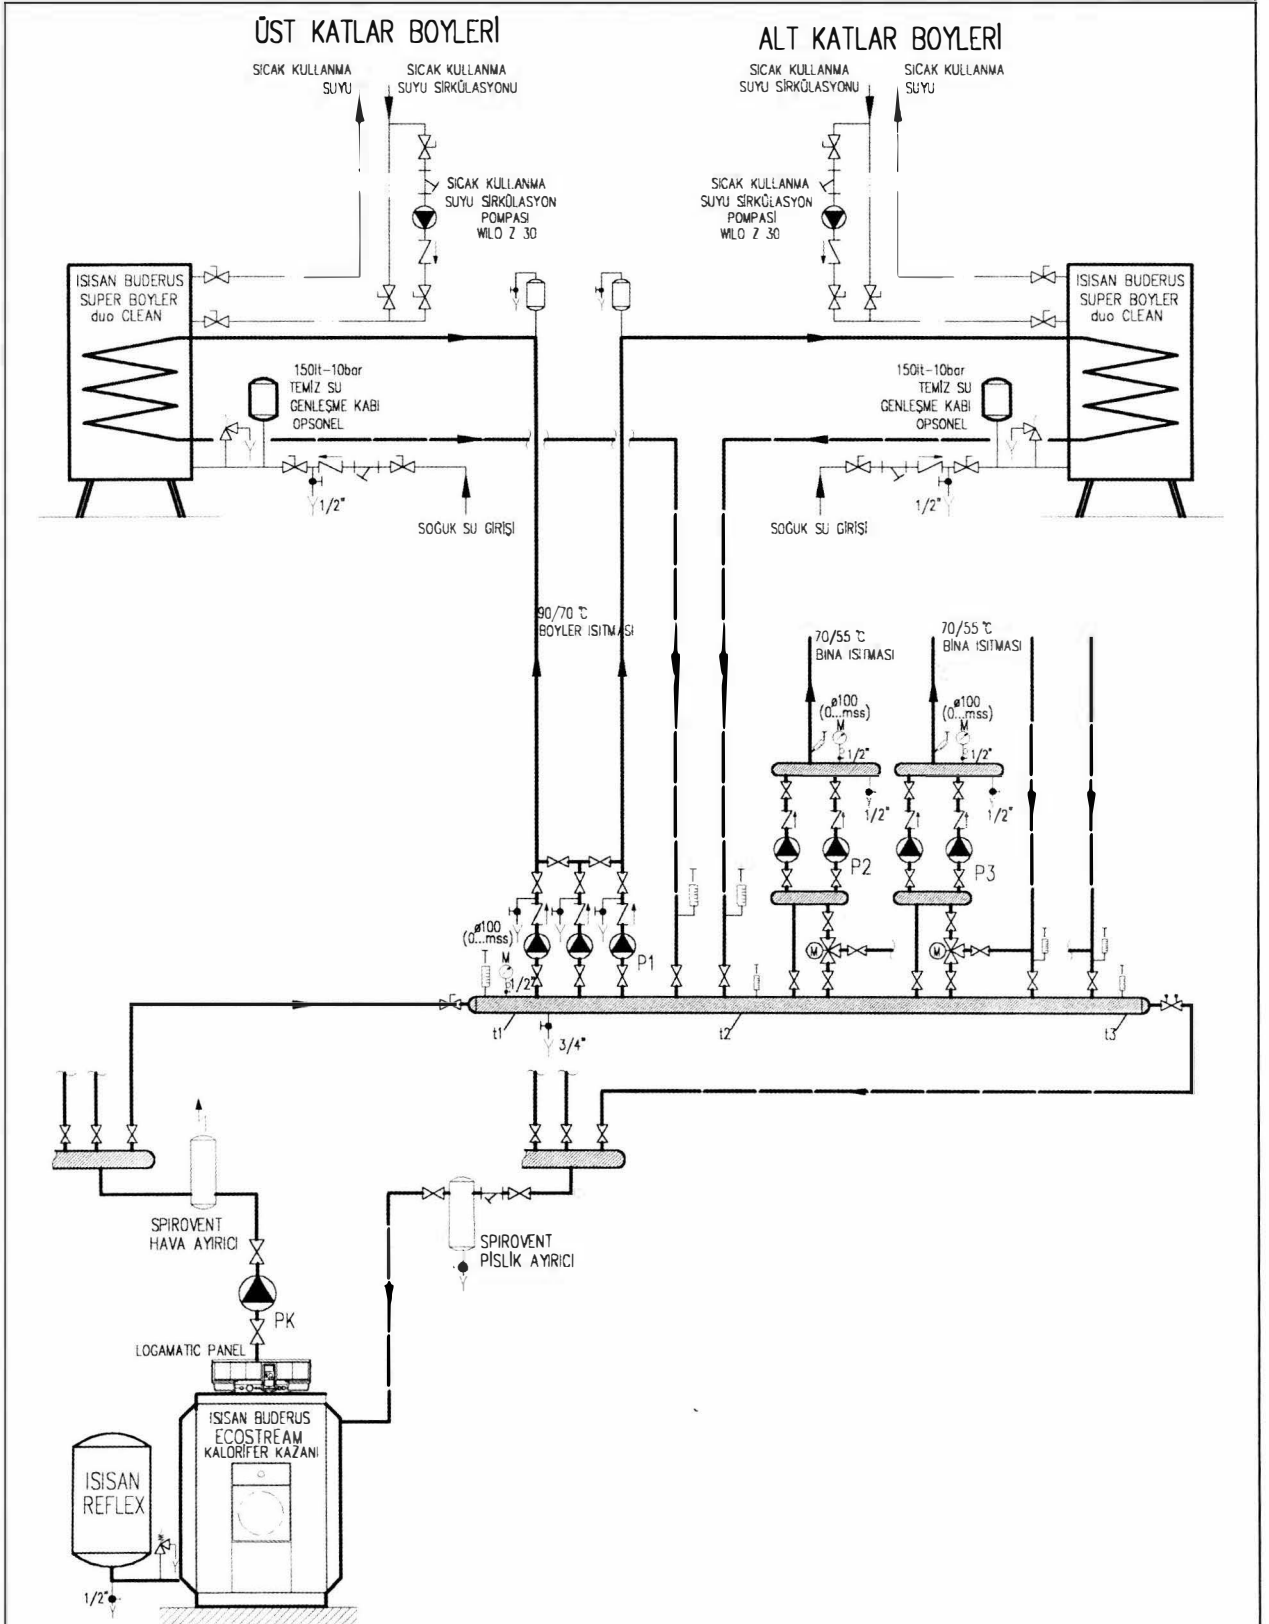 ÜST KATLAR BOYLERİ
ALT KATLAR BOYLERİ
SICAK KULLANMA
SUYU
SICAK KULLANMA
SUYU SİRKÜLASYONU
SICAK KULLANMA
SUYU SİRKÜLASYONU
SICAK KULLANMA
SUYU
SICAK KULLANMA
SUYU SİRKÜLASYON
POMPASI
WILO Z 30
SICAK KULLANMA
SUYU SİRKÜLASYON
POMPASI
WILO Z 30
ISISAN BUDERUS
SUPER BOYLER
duo CLEAN
ISISAN BUDERUS
SUPER BOYLER
duo CLEAN
150lt-10bar
TEMİZ SU
GENLEŞME KABI
OPSONEL
150lt-10bar
TEMİZ SU
GENLEŞME KABI
OPSONEL
1/2"
1/2"
SOĞUK SU GİRİŞİ
SOĞUK SU GİRİŞİ
90/70 ℃
BOYLER ISITMASI
70/55 ℃
BINA ISITMASI
70/55 ℃
BINA ISITMASI
ø100
(0...mss)
M
T
1/2"
ø100
(0...mss)
M
T
1/2"
1/2"
1/2"
P2
P3
T
T
ø100
(0...mss)
T
M
1/2"
P1
M
M
T
T
T
T
t1
t2
t3
3/4"
SPIROVENT
HAVA AYIRICI
SPIROVENT
PİSLİK AYIRICI
PK
LOGAMATIC PANEL
ISISAN BUDERUS
ECOSTREAM
KALORİFER KAZANI
ISISAN
REFLEX
1/2"